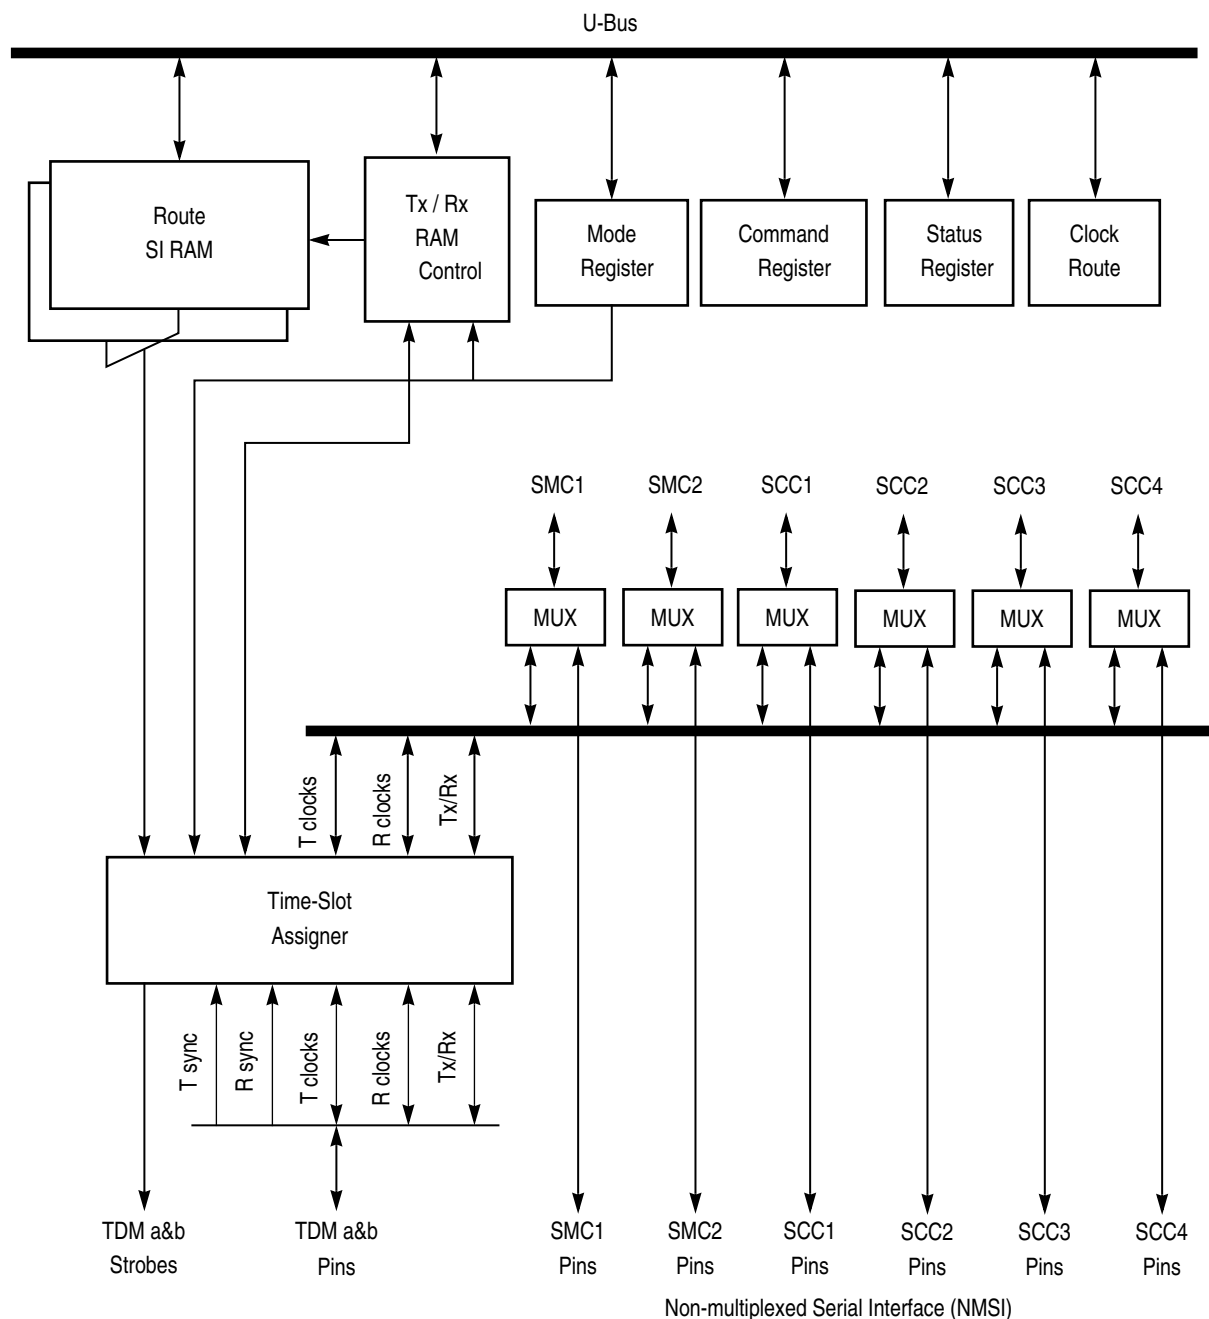 U-Bus
Route
SI RAM
Tx / Rx
RAM
Control
Mode
Register
Command
Register
Status
Register
Clock
Route
SMC1
SMC2
SCC1
SCC2
SCC3
SCC4
MUX
MUX
MUX
MUX
MUX
MUX
T clocks
R clocks
Tx/Rx
Time-Slot
Assigner
T sync
R sync
T clocks
R clocks
Tx/Rx
TDM a&b
Strobes
TDM a&b
Pins
SMC1
Pins
SMC2
Pins
SCC1
Pins
SCC2
Pins
SCC3
Pins
SCC4
Pins
Non-multiplexed Serial Interface (NMSI)